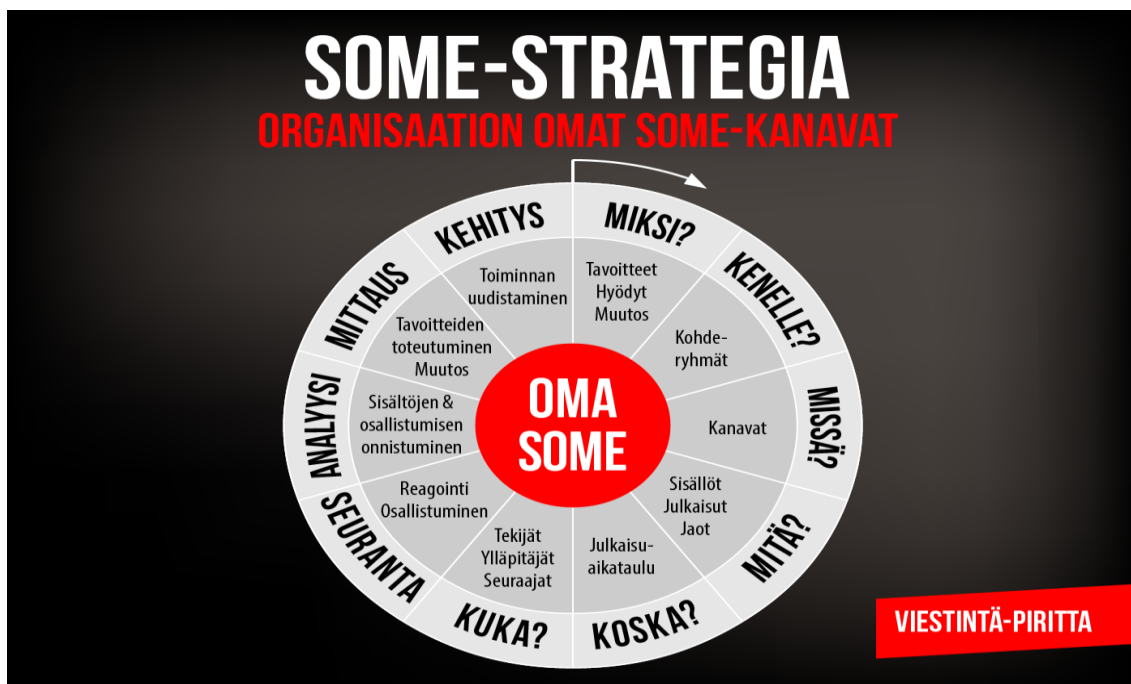 SOME-STRATEGIA
ORGANISAATION OMAT SOME-KANAVAT
MIKSI?
Tavoitteet
Hyödyt
Muutos
KENELLE?
Kohde-
ryhmät
MISSÄ?
Kanavat
MITÄ?
Sisällöt
Julkaisut
Jaot
KOSKA?
Julkaisu-
aikataulu
KUKA?
Tekijät
Ylläpitäjät
Seuraajat
SEURANTA
Reagointi
Osallistuminen
ANALYYSI
Sisältöjen &
osallistumisen
onnistuminen
MITTAUS
Tavoitteiden
toteutuminen
Muutos
KEHITYS
Toiminnan
uudistaminen
OMA
SOME
VIESTINTÄ-PIRITTA